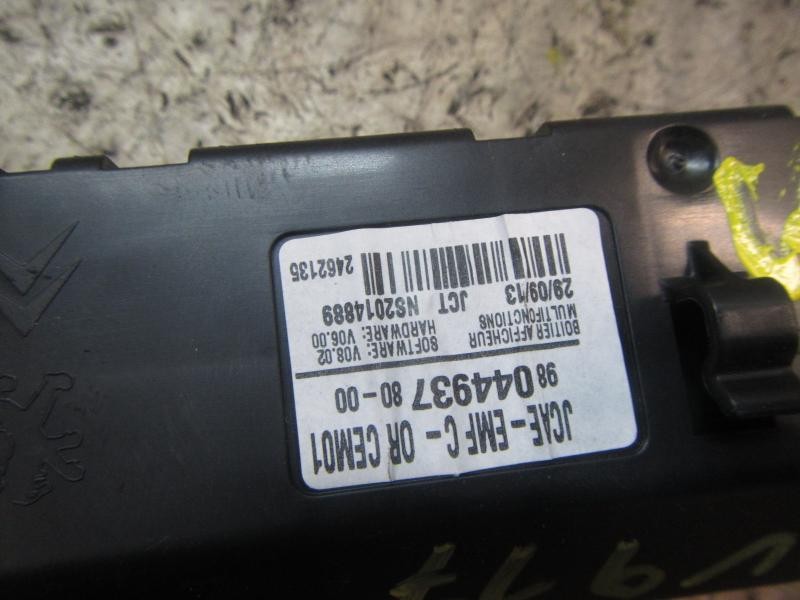 JCAE-EMF C- OR CEM01
98 044937 80-00
BOITIER AFFICHEUR
MULTIFONCTIONS
SOFTWARE: V08.02
HARDWARE: V06.00
29/09/13
JCT NS2014889
2462135